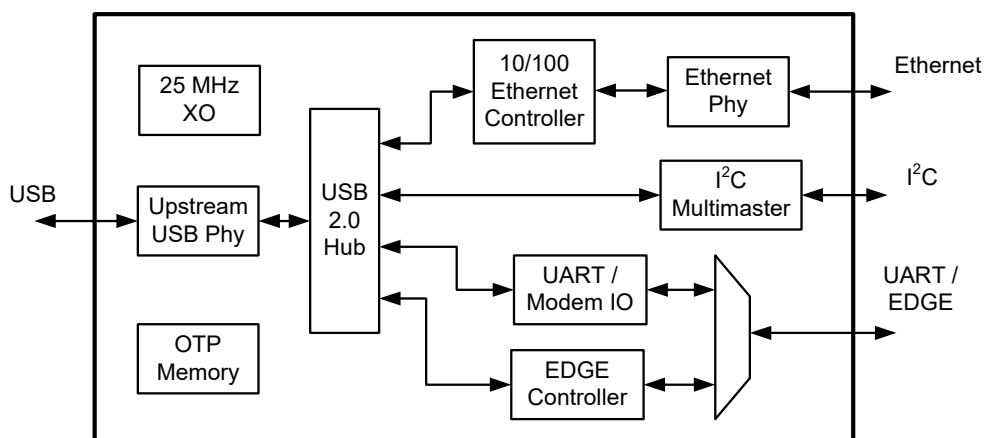 25 MHz
XO
10/100
Ethernet
Controller
Ethernet
Phy
Ethernet
USB
Upstream
USB Phy
USB
2.0
Hub
I²C
Multimaster
I²C
UART /
Modem IO
UART /
EDGE
OTP
Memory
EDGE
Controller